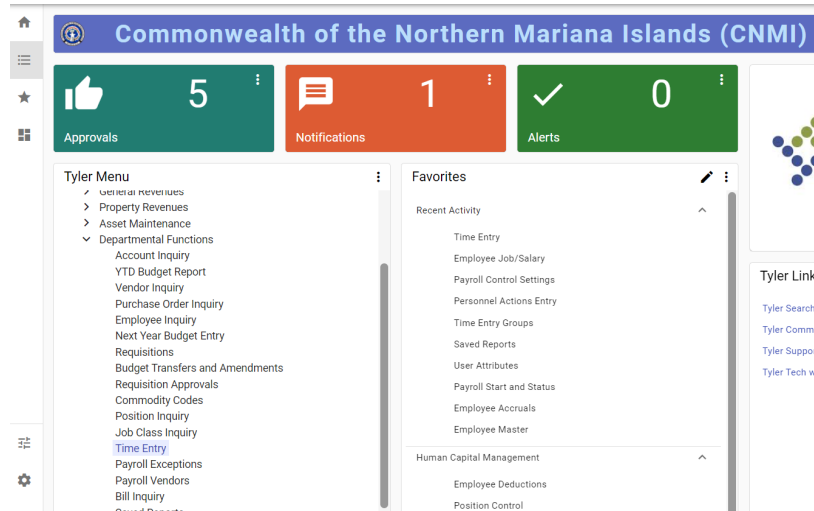 Commonwealth of the Northern Mariana Islands (CNMI)
5
Approvals
1
Notifications
0
Alerts
Tyler Menu
General Revenues
Property Revenues
Asset Maintenance
Departmental Functions
Account Inquiry
YTD Budget Report
Vendor Inquiry
Purchase Order Inquiry
Employee Inquiry
Next Year Budget Entry
Requisitions
Budget Transfers and Amendments
Requisition Approvals
Commodity Codes
Position Inquiry
Job Class Inquiry
Time Entry
Payroll Exceptions
Payroll Vendors
Bill Inquiry
Saved Reports
Favorites
Recent Activity
Time Entry
Employee Job/Salary
Payroll Control Settings
Personnel Actions Entry
Time Entry Groups
Saved Reports
User Attributes
Payroll Start and Status
Employee Accruals
Employee Master
Human Capital Management
Employee Deductions
Position Control
Tyler Link
Tyler Search
Tyler Comm
Tyler Suppo
Tyler Tech w